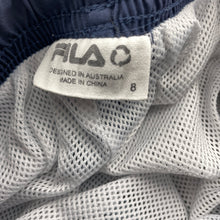 FILA
DESIGNED IN AUSTRALIA
MADE IN CHINA
8